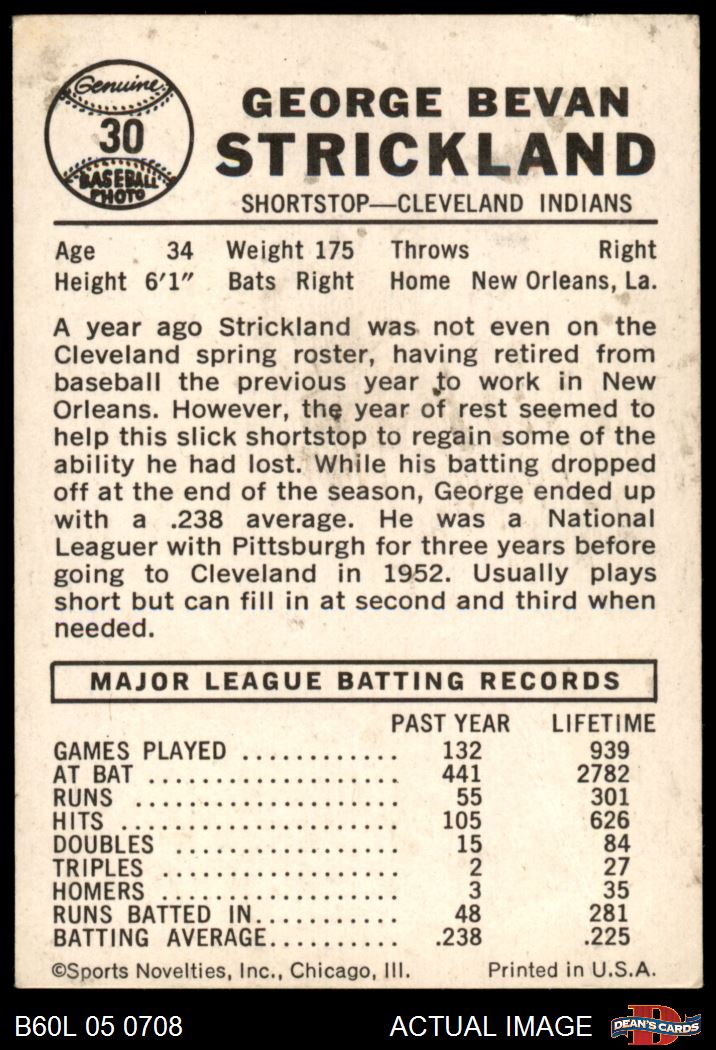 Genuine
30
BASEBALL
PHOTO
GEORGE BEVAN
STRICKLAND
SHORTSTOP—CLEVELAND INDIANS
Age 34 Weight 175 Throws Right
Height 6'1" Bats Right Home New Orleans, La.
A year ago Strickland was not even on the
Cleveland spring roster, having retired from
baseball the previous year to work in New
Orleans. However, the year of rest seemed to
help this slick shortstop to regain some of the
ability he had lost. While his batting dropped
off at the end of the season, George ended up
with a .238 average. He was a National
Leaguer with Pittsburgh for three years before
going to Cleveland in 1952. Usually plays
short but can fill in at second and third when
needed.
MAJOR LEAGUE BATTING RECORDS
PAST YEAR LIFETIME
GAMES PLAYED ............ 132 939
AT BAT ................... 441 2782
RUNS .................... 55 301
HITS ..................... 105 626
DOUBLES ................. 15 84
TRIPLES .................. 2 27
HOMERS .................. 3 35
RUNS BATTED IN........... 48 281
BATTING AVERAGE.......... .238 .225
©Sports Novelties, Inc., Chicago, Ill. Printed in U.S.A.
B60L 05 0708 ACTUAL IMAGE D DEAN'S CARDS